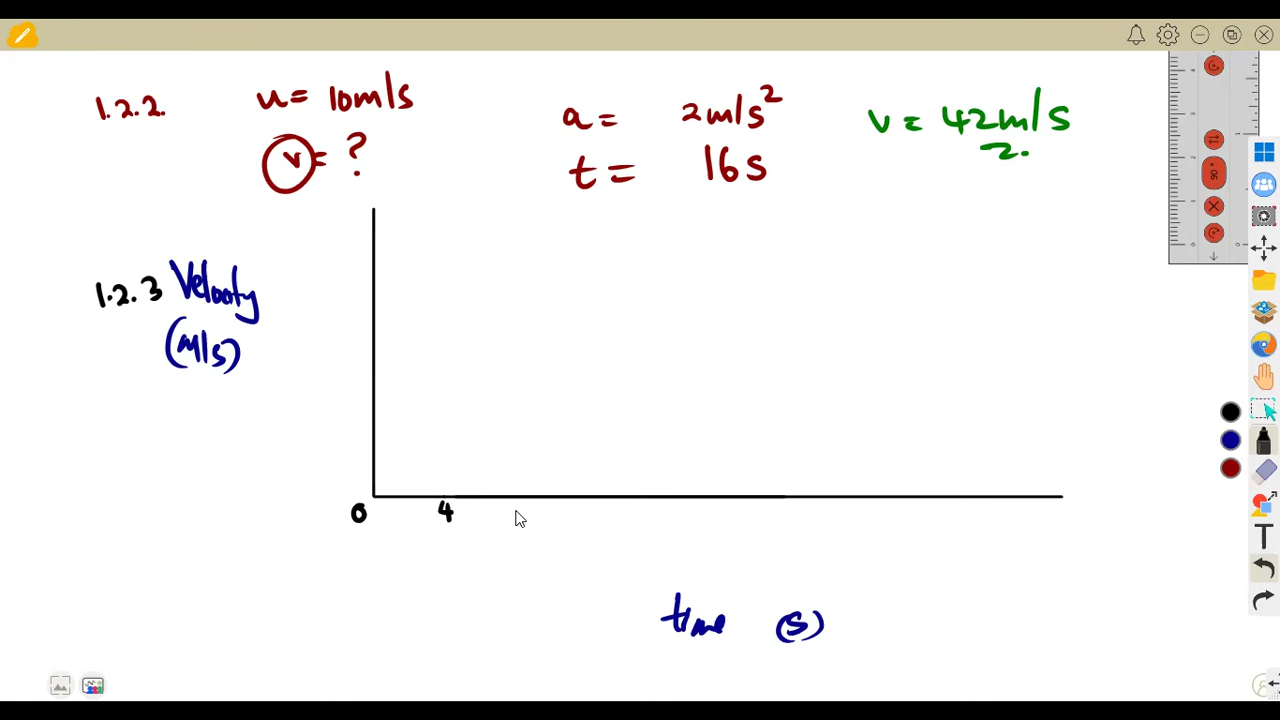 1.2.2. u = 10m/s a = 2m/s² v = 42m/s
v = ? t = 16s
1.2.3 Velocity
(m/s)
0 4
time (s)